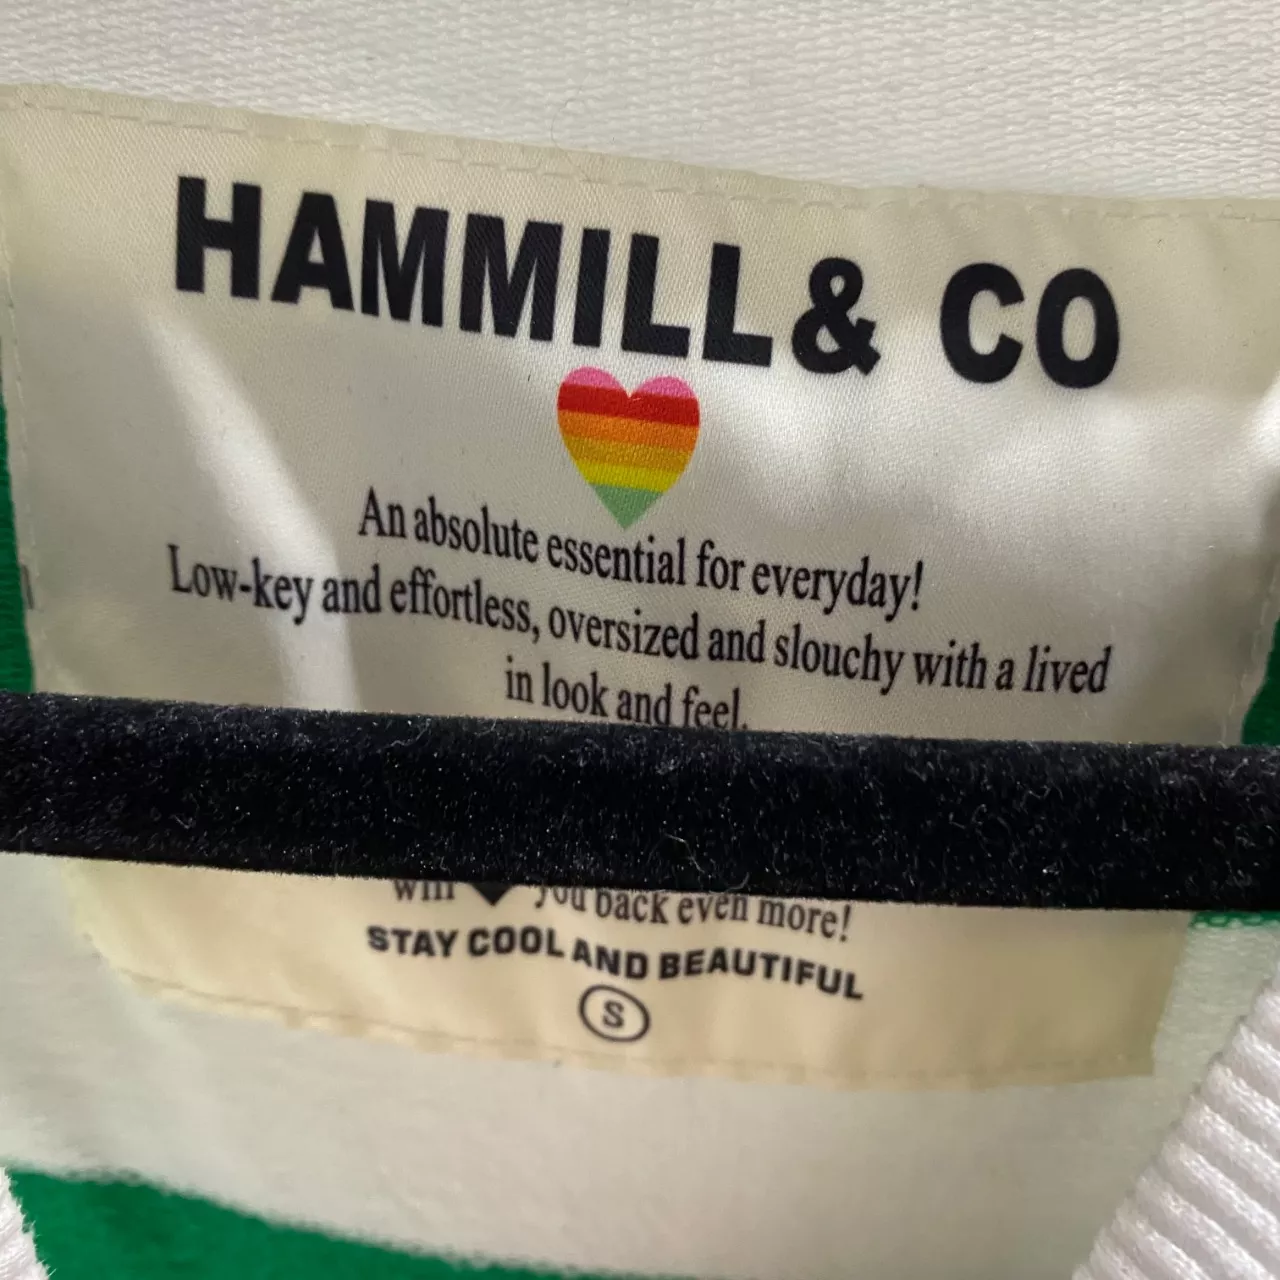 HAMMILL & CO
An absolute essential for everyday!
Low-key and effortless, oversized and slouchy with a lived
in look and feel.
will you back even more!
STAY COOL AND BEAUTIFUL
S